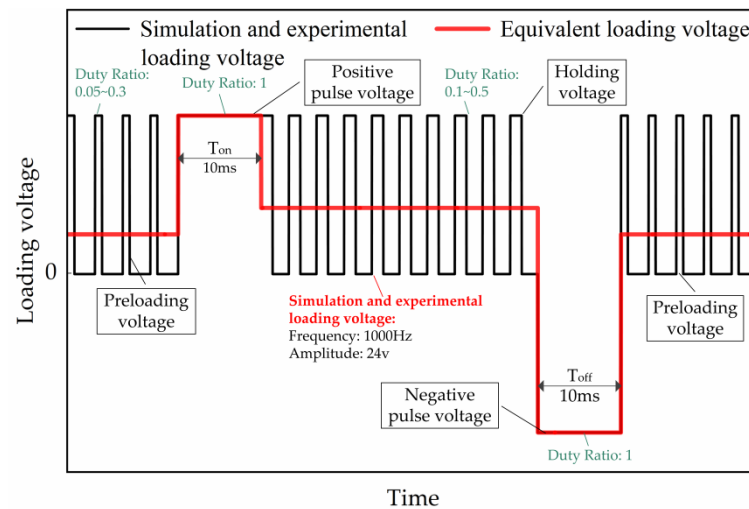 Simulation and experimental
loading voltage
Equivalent loading voltage
Duty Ratio:
0.05~0.3
Duty Ratio: 1
Positive
pulse voltage
Duty Ratio:
0.1~0.5
Holding
voltage
Ton
10ms
Loading voltage
0
Preloading
voltage
Simulation and experimental
loading voltage:
Frequency: 1000Hz
Amplitude: 24v
Preloading
voltage
Toff
10ms
Negative
pulse voltage
Duty Ratio: 1
Time